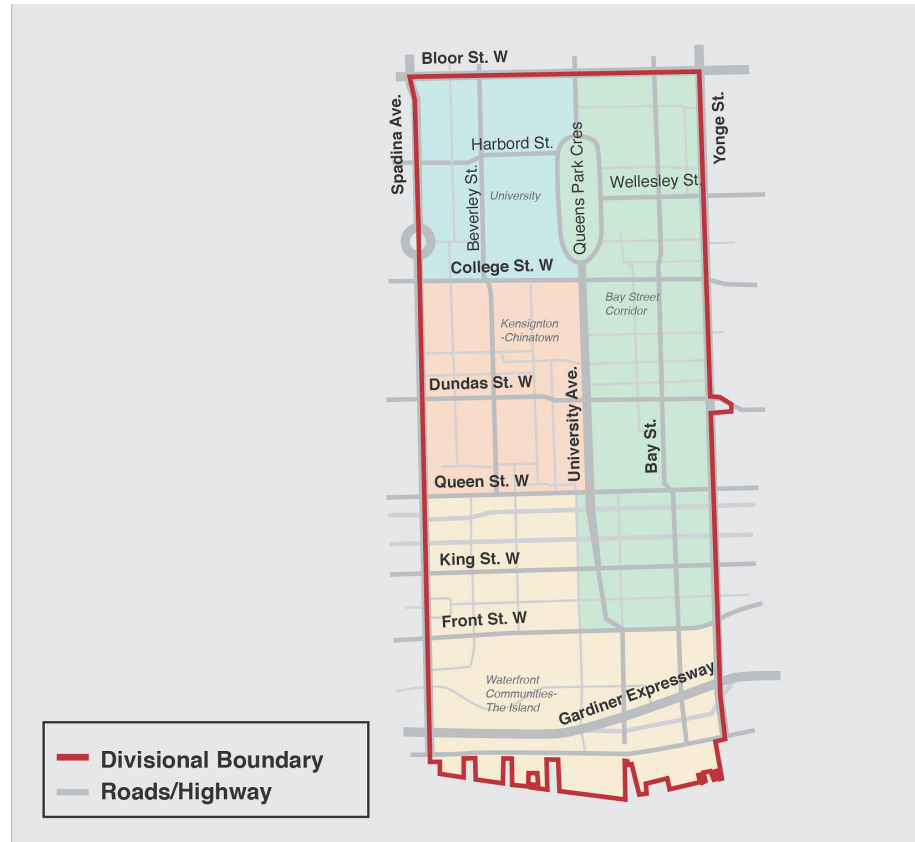 Bloor St. W
Spadina Ave.
Yonge St.
Harbord St.
Queens Park Cres
Beverley St.
Wellesley St.
University
College St. W
Bay Street
Corridor
Kensignton
-Chinatown
Dundas St. W
University Ave.
Bay St.
Queen St. W
King St. W
Front St. W
Waterfront
Communities-
The Island
Gardiner Expressway
Divisional Boundary
Roads/Highway